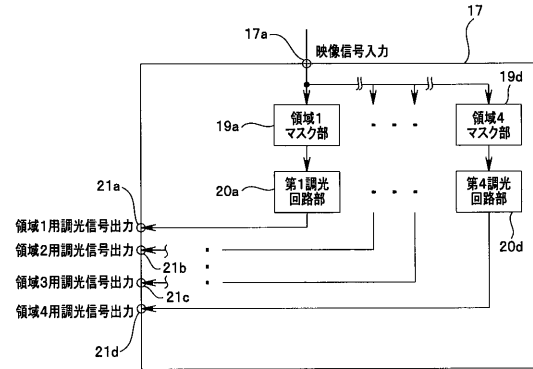 17a
映像信号入力
17
19d
領域1
マスク部
19a
領域4
マスク部
第1調光
回路部
20a
第4調光
回路部
20d
21a
領域1用調光信号出力
領域2用調光信号出力
21b
領域3用調光信号出力
21c
領域4用調光信号出力
21d